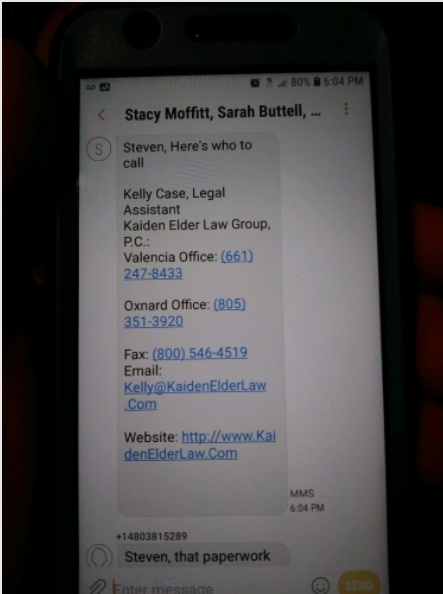 80% 6:04 PM
Stacy Moffitt, Sarah Buttell, ...
S
Steven, Here's who to
call
Kelly Case, Legal
Assistant
Kaiden Elder Law Group,
P.C.:
Valencia Office: (661)
247-8433
Oxnard Office: (805)
351-3920
Fax: (800) 546-4519
Email:
Kelly@KaidenElderLaw
.Com
Website: http://www.Kai
denElderLaw.Com
MMS
6:04 PM
+14803815289
Steven, that paperwork
Enter message
SEND